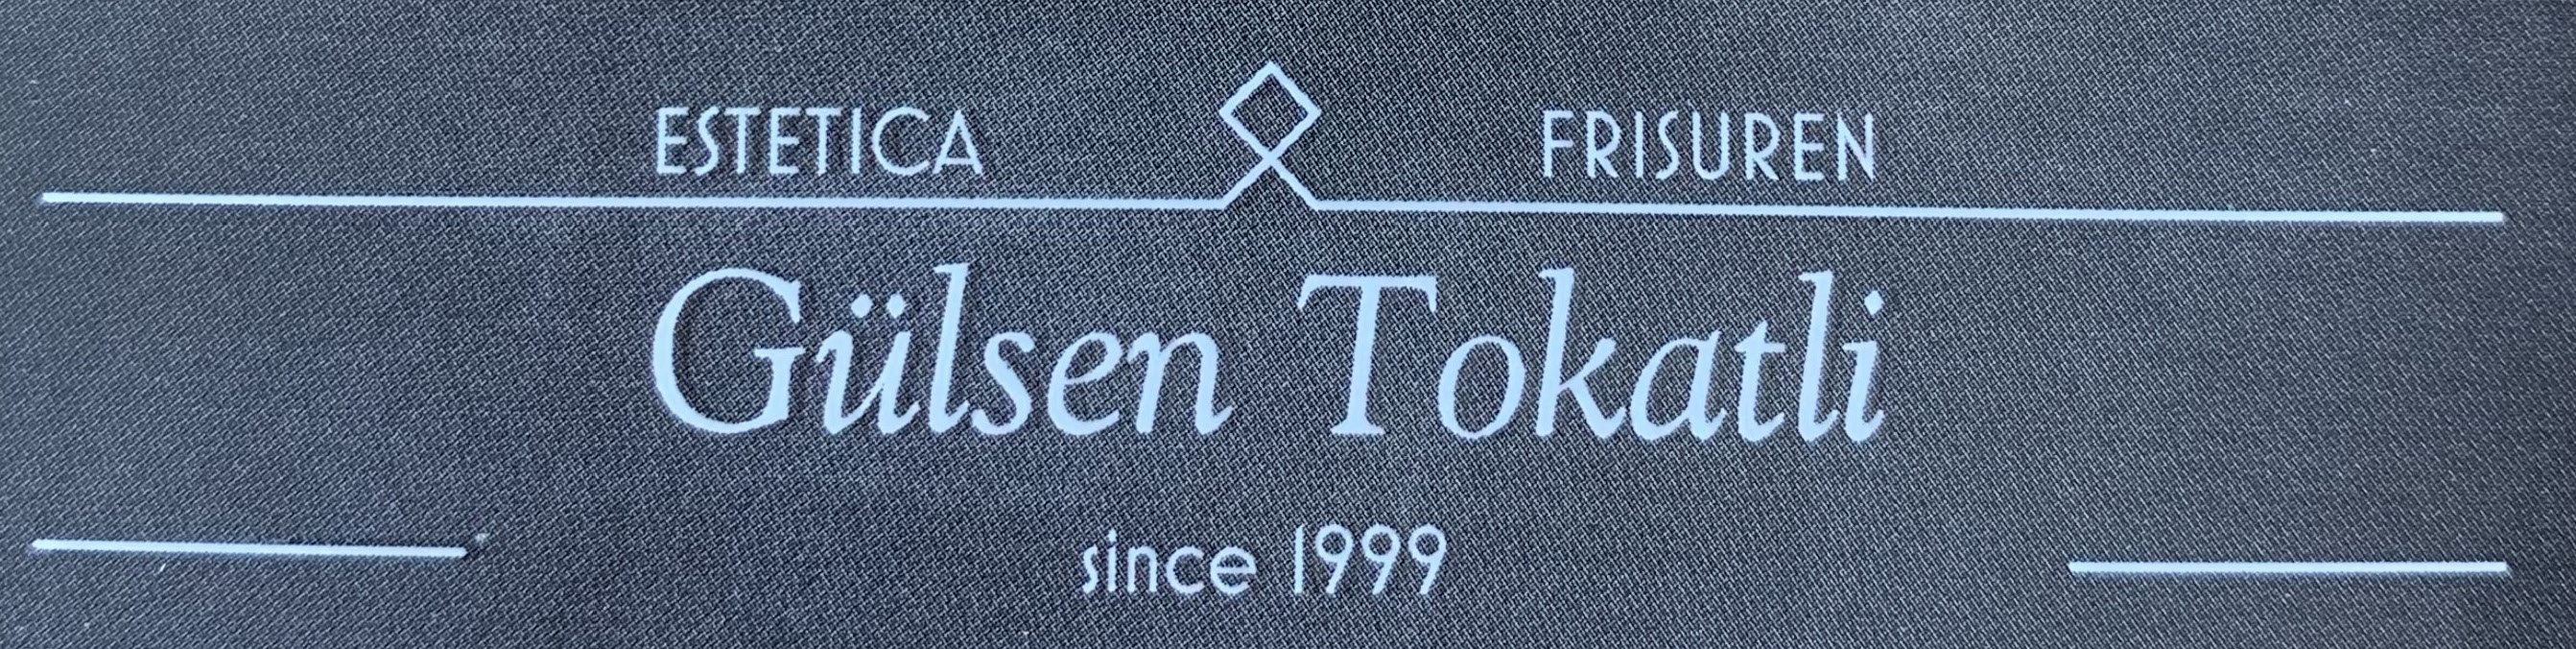 ESTETICA FRISUREN
Gülsen Tokatli
since 1999